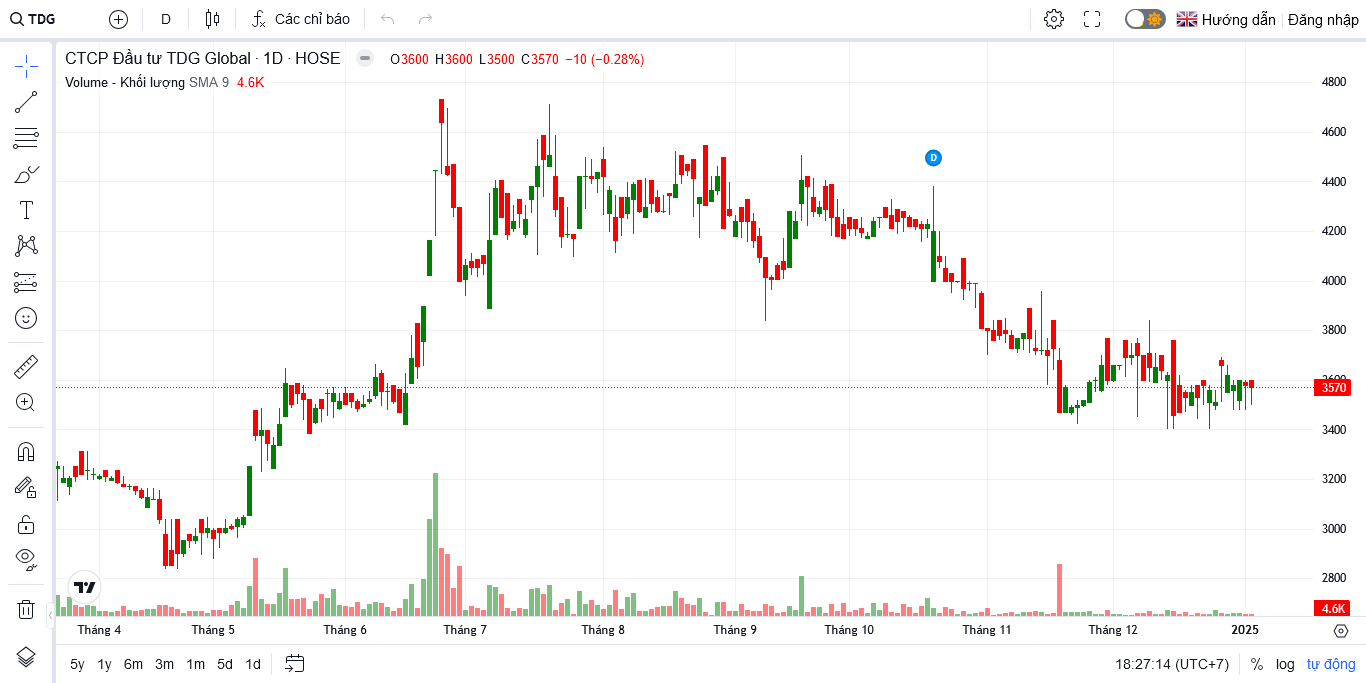 TDG D Các chỉ báo Hướng dẫn Đăng nhập
CTCP Đầu tư TDG Global · 1D · HOSE O3600 H3600 L3500 C3570 −10 (−0.28%)
Volume - Khối lượng SMA 9 4.6K
4800
4600
D
4400
4200
4000
3800
3600
3570
3400
3200
3000
2800
4.6K
Tháng 4 Tháng 5 Tháng 6 Tháng 7 Tháng 8 Tháng 9 Tháng 10 Tháng 11 Tháng 12 2025
5y 1y 6m 3m 1m 5d 1d 18:27:14 (UTC+7) % log tự động